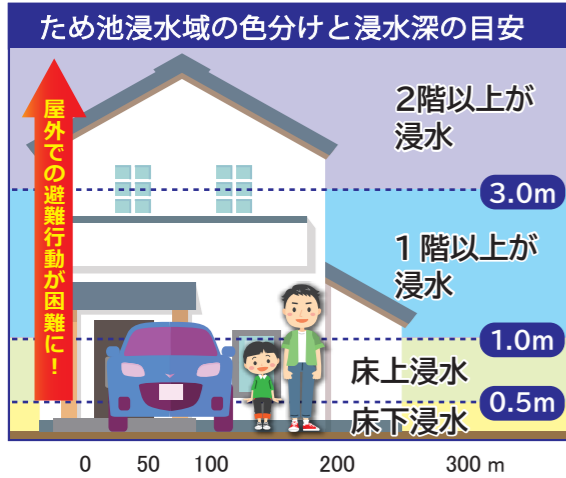 ため池浸水域の色分けと浸水深の目安
屋外での避難行動が困難に!
2階以上が
浸水
3.0m
1階以上が
浸水
1.0m
床上浸水
0.5m
床下浸水
0 50 100 200 300 m